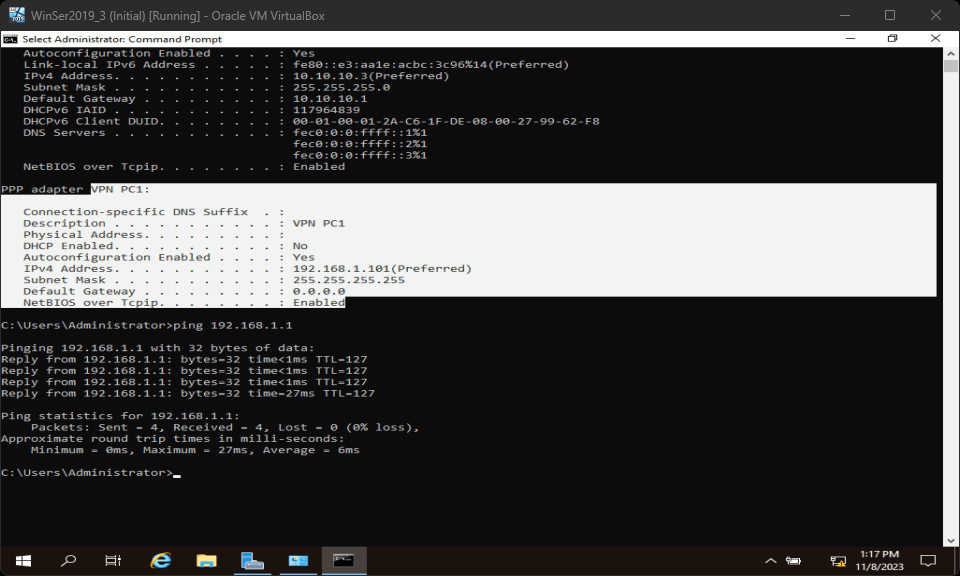 WinSer2019_3 (Initial) [Running] - Oracle VM VirtualBox
Select Administrator: Command Prompt
Autoconfiguration Enabled . . . . : Yes
Link-local IPv6 Address . . . . . : fe80::e3:aa1e:acbc:3c96%14(Preferred)
IPv4 Address. . . . . . . . . . . : 10.10.10.3(Preferred)
Subnet Mask . . . . . . . . . . . : 255.255.255.0
Default Gateway . . . . . . . . . : 10.10.10.1
DHCPv6 IAID . . . . . . . . . . . : 117964839
DHCPv6 Client DUID. . . . . . . . : 00-01-00-01-2A-C6-1F-DE-08-00-27-99-62-F8
DNS Servers . . . . . . . . . . . : fec0:0:0:ffff::1%1
fec0:0:0:ffff::2%1
fec0:0:0:ffff::3%1
NetBIOS over Tcpip. . . . . . . . : Enabled
PPP adapter VPN PC1:
Connection-specific DNS Suffix  . :
Description . . . . . . . . . . . : VPN PC1
Physical Address. . . . . . . . . :
DHCP Enabled. . . . . . . . . . . : No
Autoconfiguration Enabled . . . . : Yes
IPv4 Address. . . . . . . . . . . : 192.168.1.101(Preferred)
Subnet Mask . . . . . . . . . . . : 255.255.255.255
Default Gateway . . . . . . . . . : 0.0.0.0
NetBIOS over Tcpip. . . . . . . . : Enabled
C:\Users\Administrator>ping 192.168.1.1
Pinging 192.168.1.1 with 32 bytes of data:
Reply from 192.168.1.1: bytes=32 time<1ms TTL=127
Reply from 192.168.1.1: bytes=32 time<1ms TTL=127
Reply from 192.168.1.1: bytes=32 time<1ms TTL=127
Reply from 192.168.1.1: bytes=32 time=27ms TTL=127
Ping statistics for 192.168.1.1:
Packets: Sent = 4, Received = 4, Lost = 0 (0% loss),
Approximate round trip times in milli-seconds:
Minimum = 0ms, Maximum = 27ms, Average = 6ms
C:\Users\Administrator>
1:17 PM
11/8/2023